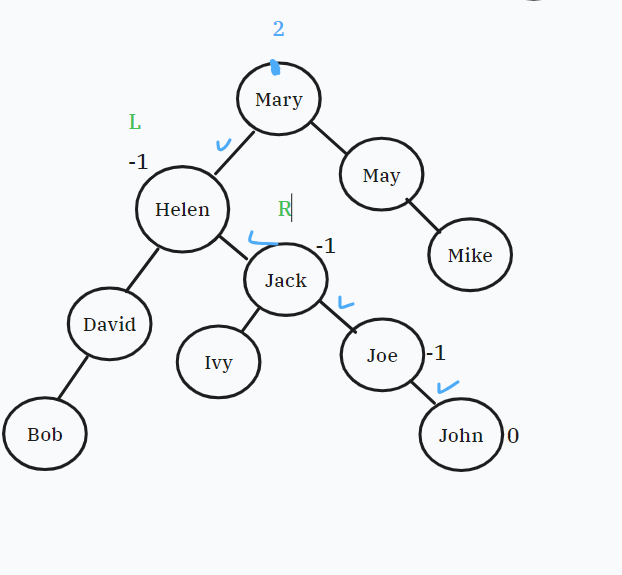 2
Mary
L
-1
May
Helen
R
-1
Mike
Jack
David
Ivy
Joe
-1
Bob
John
0